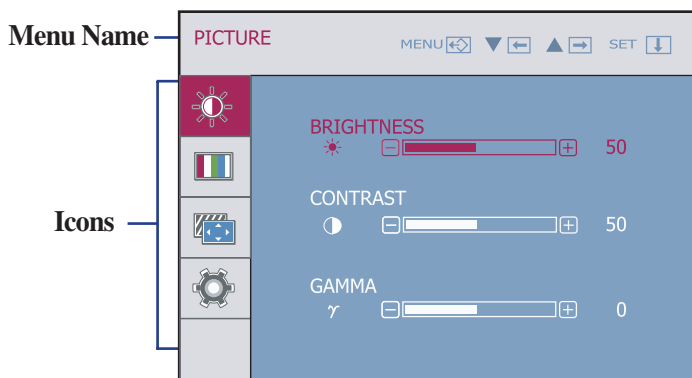 Menu Name
PICTURE
MENU SET
BRIGHTNESS
50
Icons
CONTRAST
50
GAMMA
γ 0